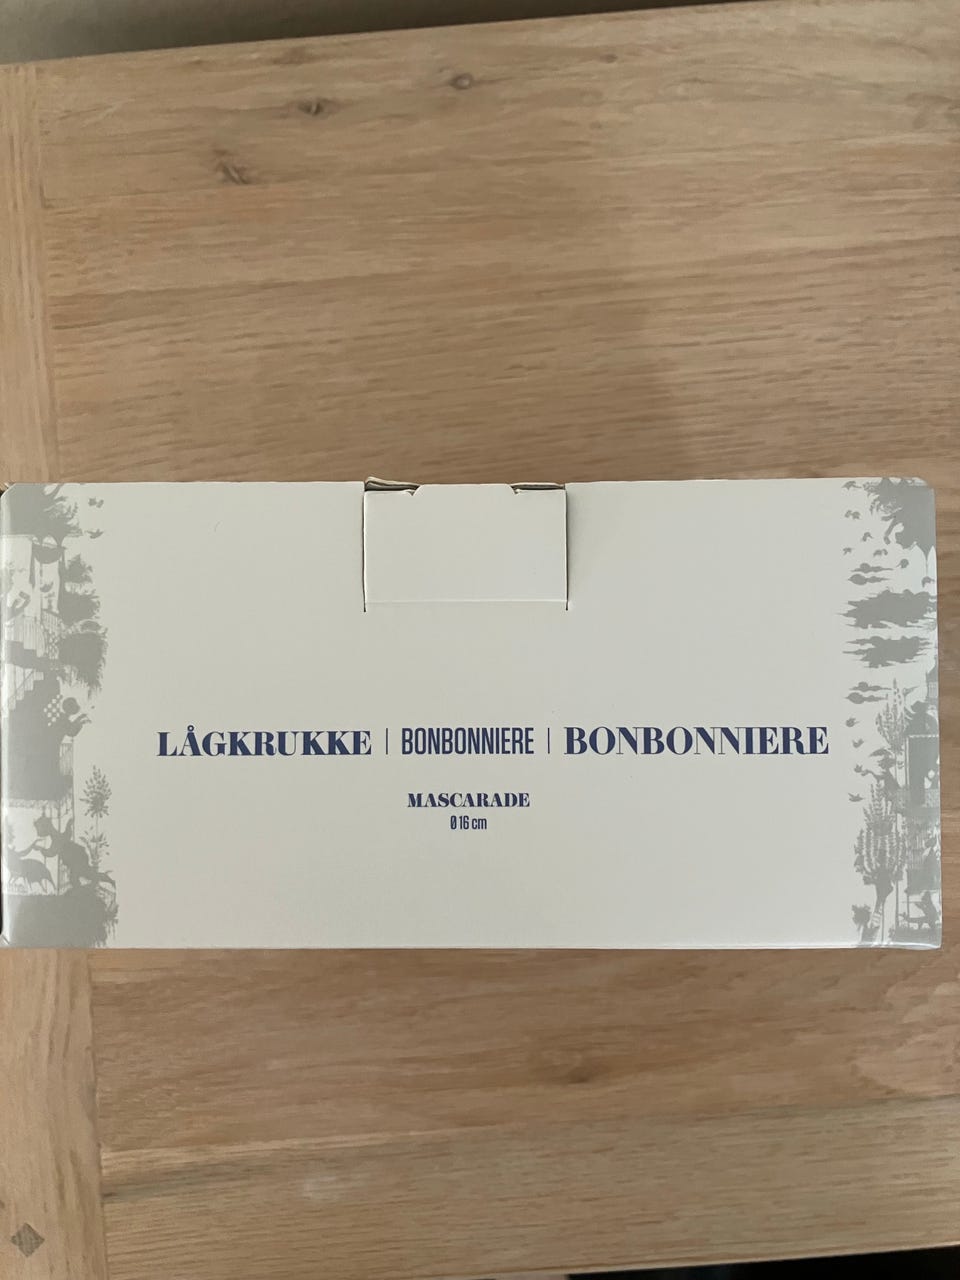 LÅGKRUKKE | BONBONNIERE | BONBONNIERE
MASCARADE
Ø 16 cm